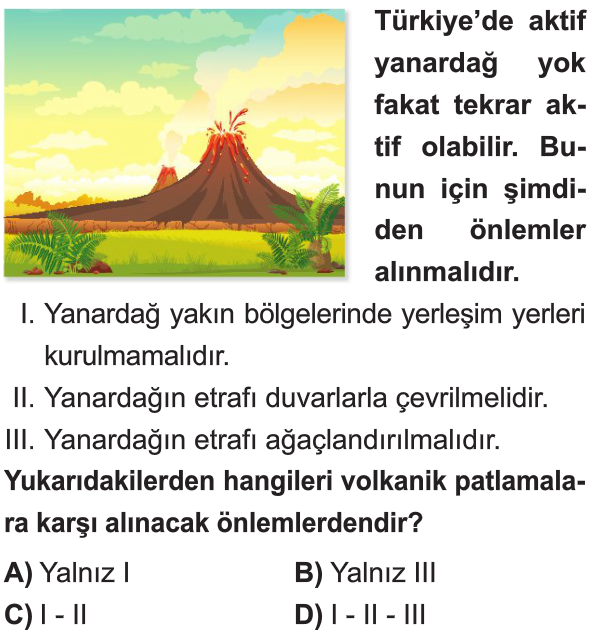 Türkiye’de aktif
yanardağ yok
fakat tekrar ak-
tif olabilir. Bu-
nun için şimdi-
den önlemler
alınmalıdır.
I. Yanardağ yakın bölgelerinde yerleşim yerleri
kurulmamalıdır.
II. Yanardağın etrafı duvarlarla çevrilmelidir.
III. Yanardağın etrafı ağaçlandırılmalıdır.
Yukarıdakilerden hangileri volkanik patlamala-
ra karşı alınacak önlemlerdendir?
A) Yalnız I B) Yalnız III
C) I - II D) I - II - III